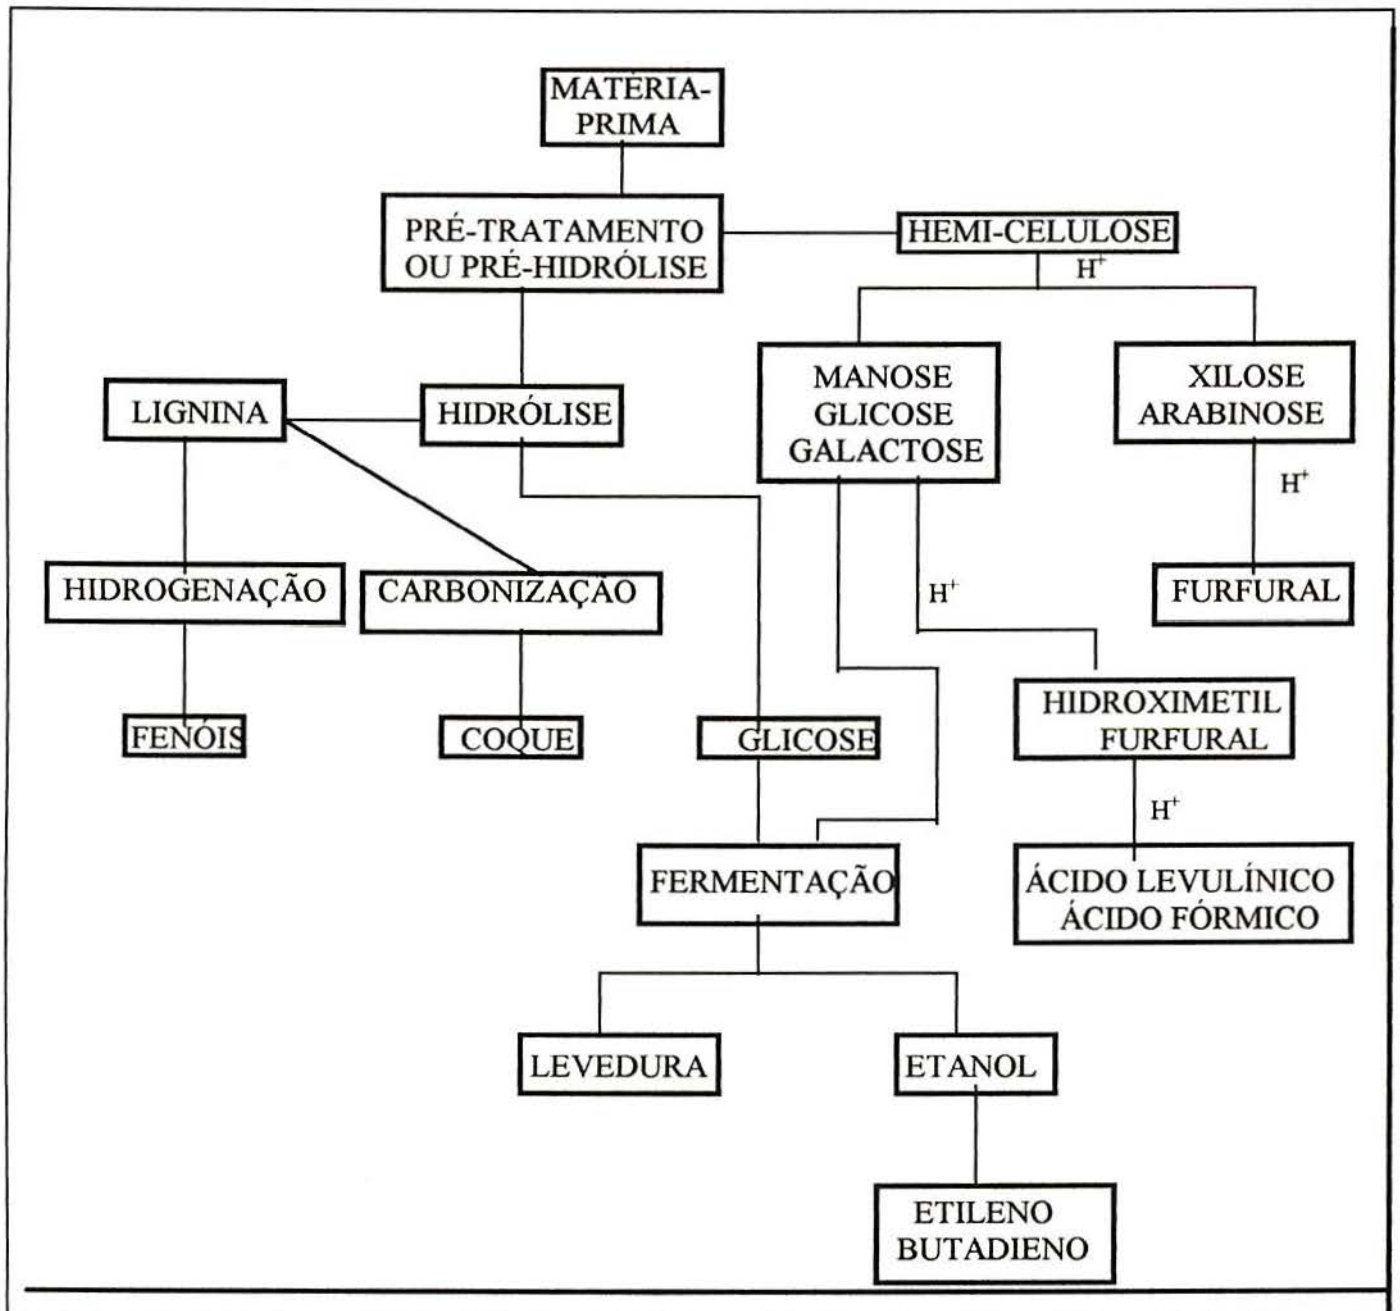 MATÉRIA-
PRIMA
PRÉ-TRATAMENTO
OU PRÉ-HIDRÓLISE
HEMI-CELULOSE
H+
LIGNINA
HIDRÓLISE
MANOSE
GLICOSE
GALACTOSE
XILOSE
ARABINOSE
H+
HIDROGENAÇÃO
CARBONIZAÇÃO
H+
FURFURAL
FENÓIS
COQUE
GLICOSE
HIDROXIMETIL
FURFURAL
H+
FERMENTAÇÃO
ÁCIDO LEVULÍNICO
ÁCIDO FÓRMICO
LEVEDURA
ETANOL
ETILENO
BUTADIENO